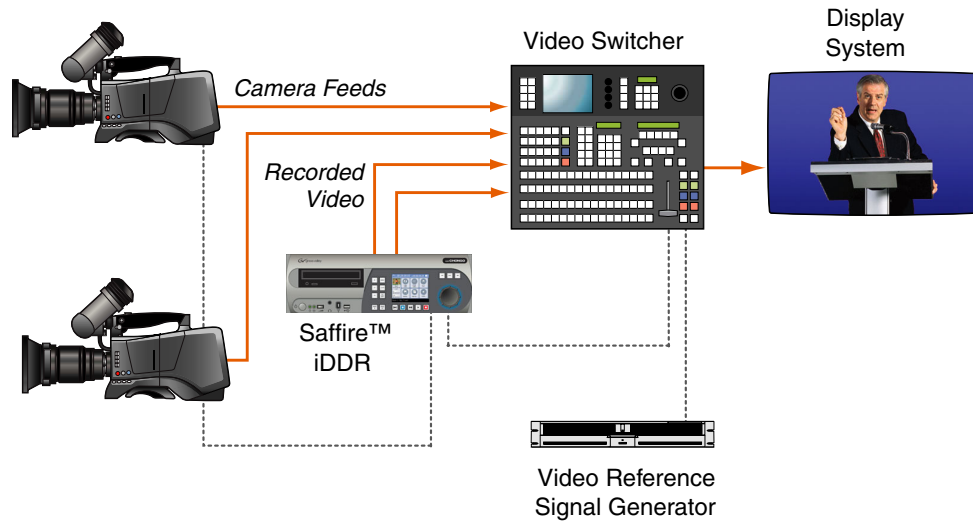 Display
System
Video Switcher
Camera Feeds
Recorded
Video
Saffire™
iDDR
Video Reference
Signal Generator